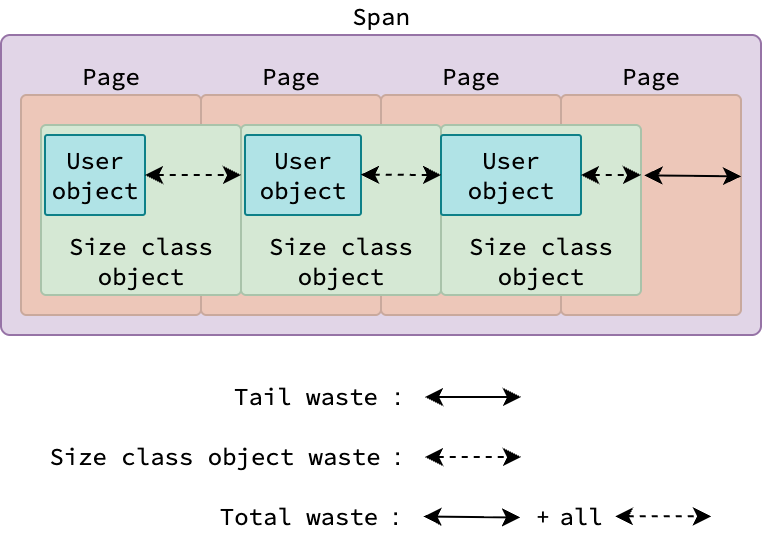 Span
Page Page Page Page
User User User
object object object
Size class Size class Size class
object object object
Tail waste :
Size class object waste :
Total waste : + all